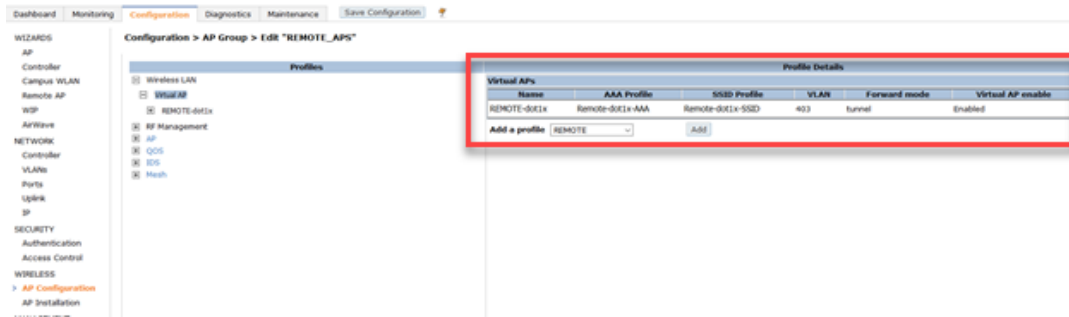 Dashboard Monitoring Configuration Diagnostics Maintenance Save Configuration
WIZARDS
AP
Controller
Campus WLAN
Remote AP
WIP
AirWave
NETWORK
Controller
VLANs
Ports
Uplink
IP
SECURITY
Authentication
Access Control
WIRELESS
> AP Configuration
AP Installation
Configuration > AP Group > Edit "REMOTE_APS"
Profiles
Wireless LAN
Virtual AP
REMOTE-dot1x
RF Management
AP
QOS
IDS
Mesh
Profile Details
Virtual APs
Name AAA Profile SSID Profile VLAN Forward mode Virtual AP enable
REMOTE-dot1x Remote-dot1x-AAA Remote-dot1x-SSID 403 tunnel Enabled
Add a profile REMOTE Add